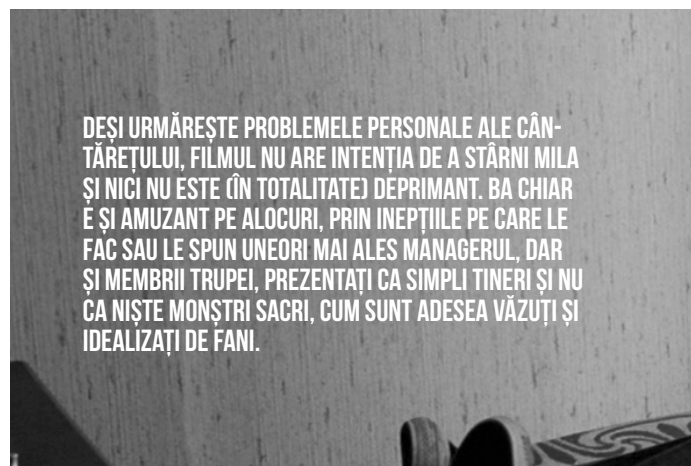 DEȘI URMĂREȘTE PROBLEMELE PERSONALE ALE CÂN-
TĂREȚULUI, FILMUL NU ARE INTENȚIA DE A STÂRNI MILA
ȘI NICI NU ESTE (ÎN TOTALITATE) DEPRIMANT. BA CHIAR
E ȘI AMUZANT PE ALOCURI, PRIN INEPȚIILE PE CARE LE
FAC SAU LE SPUN UNEORI MAI ALES MANAGERUL, DAR
ȘI MEMBRII TRUPEI, PREZENTAȚI CA SIMPLI TINERI ȘI NU
CA NIȘTE MONȘTRI SACRI, CUM SUNT ADESEA VĂZUȚI ȘI
IDEALIZAȚI DE FANI.